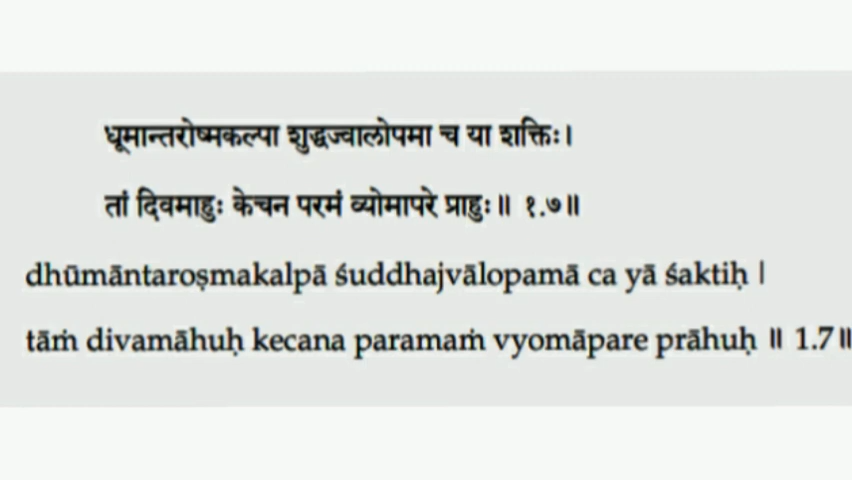 धूमान्तरोष्मकल्पा शुद्धज्वालोपमा च या शक्तिः।
तां दिवमाहुः केचन परमं व्योमापरे प्राहुः॥ १.७॥
dhūmāntaroṣmakalpā śuddhajvālopamā ca yā śaktiḥ |
tāṁ divamāhuḥ kecana paramaṁ vyomāpare prāhuḥ ॥ 1.7॥